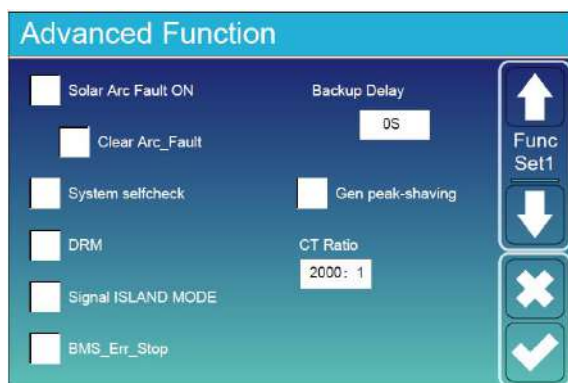 Advanced Function
Solar Arc Fault ON
Clear Arc_Fault
System selfcheck
DRM
Signal ISLAND MODE
BMS_Err_Stop
Backup Delay
0S
Gen peak-shaving
CT Ratio
2000: 1
Func
Set1